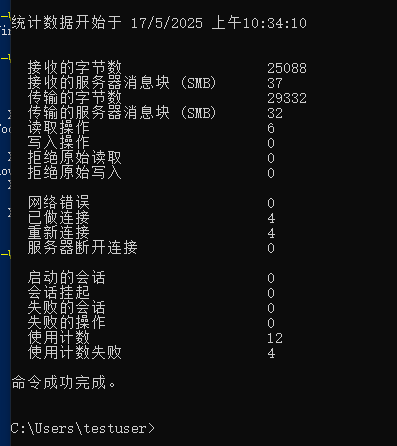 统计数据开始于 17/5/2025 上午10:34:10
接收的字节数 25088
接收的服务器消息块 (SMB) 37
传输的字节数 29332
传输的服务器消息块 (SMB) 32
读取操作 6
写入操作 0
拒绝原始读取 0
拒绝原始写入 0
网络错误 0
已做连接 4
重新连接 4
服务器断开连接 0
启动的会话 0
会话挂起 0
失败的会话 0
失败的操作 0
使用计数 12
使用计数失败 4
命令成功完成。
C:\Users\testuser>